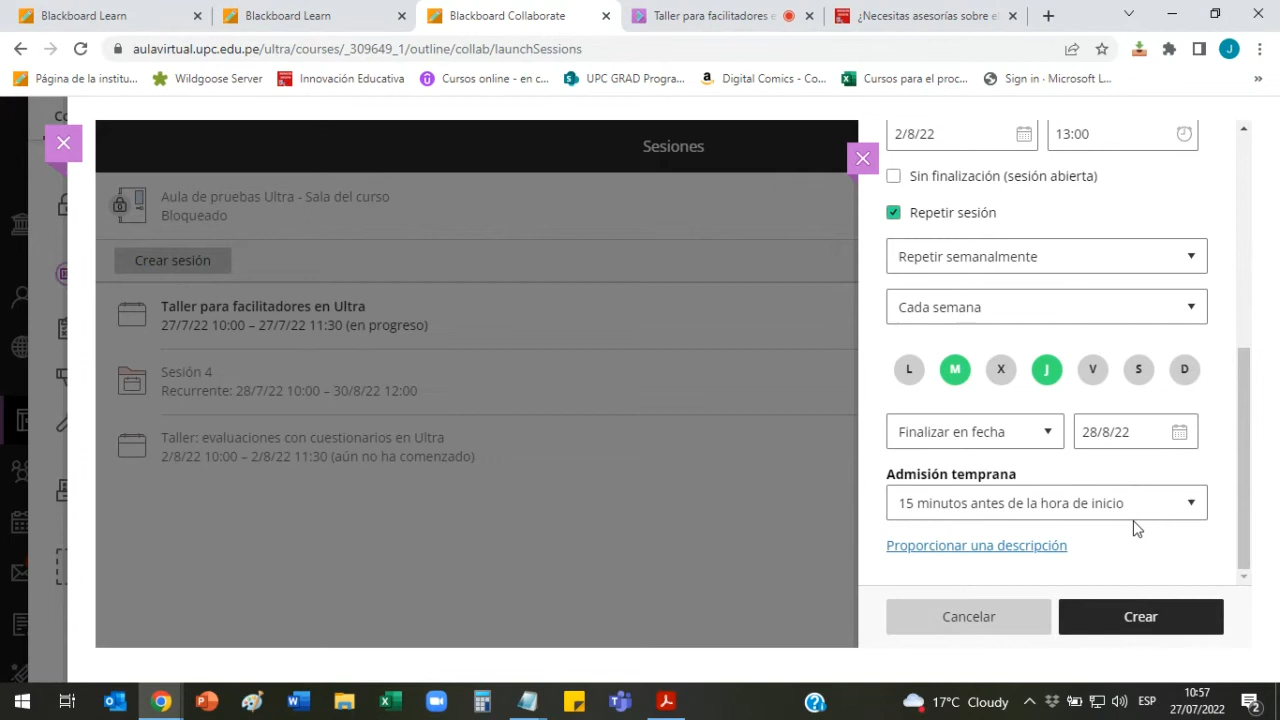 Blackboard Learn
Blackboard Learn
Blackboard Collaborate
Taller para facilitadores e
¿Necesitas asesorías sobre e
aulavirtual.upc.edu.pe/ultra/courses/_309649_1/outline/collab/launchSessions
J
Página de la institu...
Wildgoose Server
Innovación Educativa
Cursos online - en c...
UPC GRAD Progra...
Digital Comics - Co...
Cursos para el proc...
Sign in · Microsoft L...
»
Co
Sesiones
2/8/22
13:00
Sin finalización (sesión abierta)
Aula de pruebas Ultra - Sala del curso
Bloqueado
Repetir sesión
Crear sesión
Repetir semanalmente
Taller para facilitadores en Ultra
27/7/22 10:00 – 27/7/22 11:30 (en progreso)
Cada semana
Sesión 4
Recurrente: 28/7/22 10:00 – 30/8/22 12:00
L M X J V S D
Taller: evaluaciones con cuestionarios en Ultra
2/8/22 10:00 – 2/8/22 11:30 (aún no ha comenzado)
Finalizar en fecha
28/8/22
Admisión temprana
15 minutos antes de la hora de inicio
Proporcionar una descripción
Cancelar
Crear
17°C Cloudy
ESP
10:57
27/07/2022
2